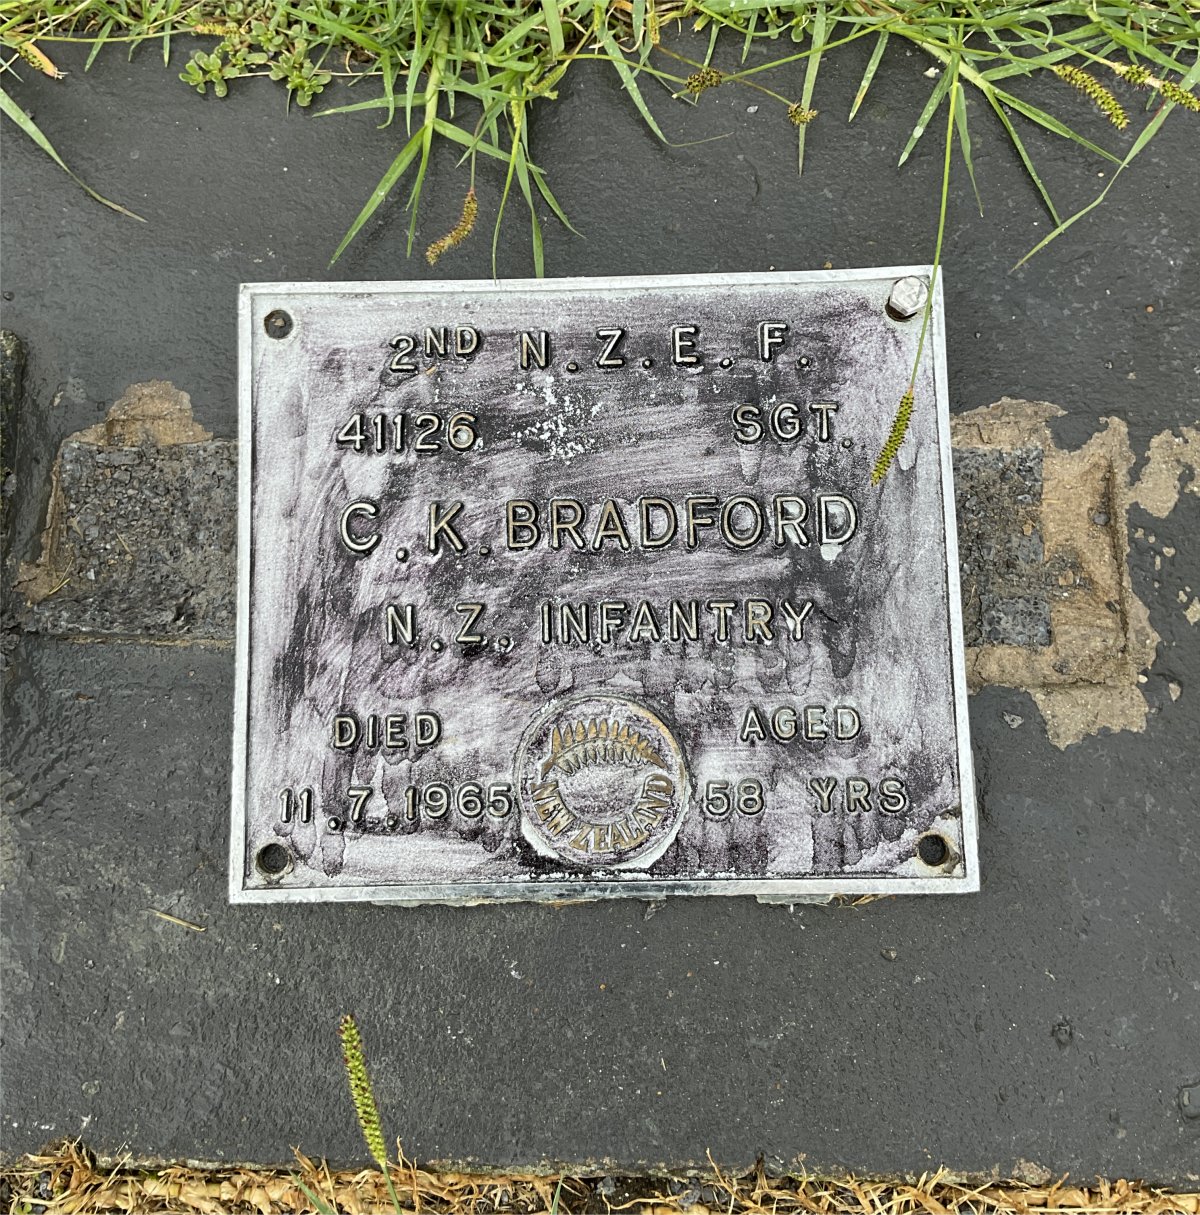 2ND N.Z.E.F.
41126 SGT.
C.K.BRADFORD
N.Z. INFANTRY
DIED AGED
11.7.1965 58 YRS
NEW ZEALAND